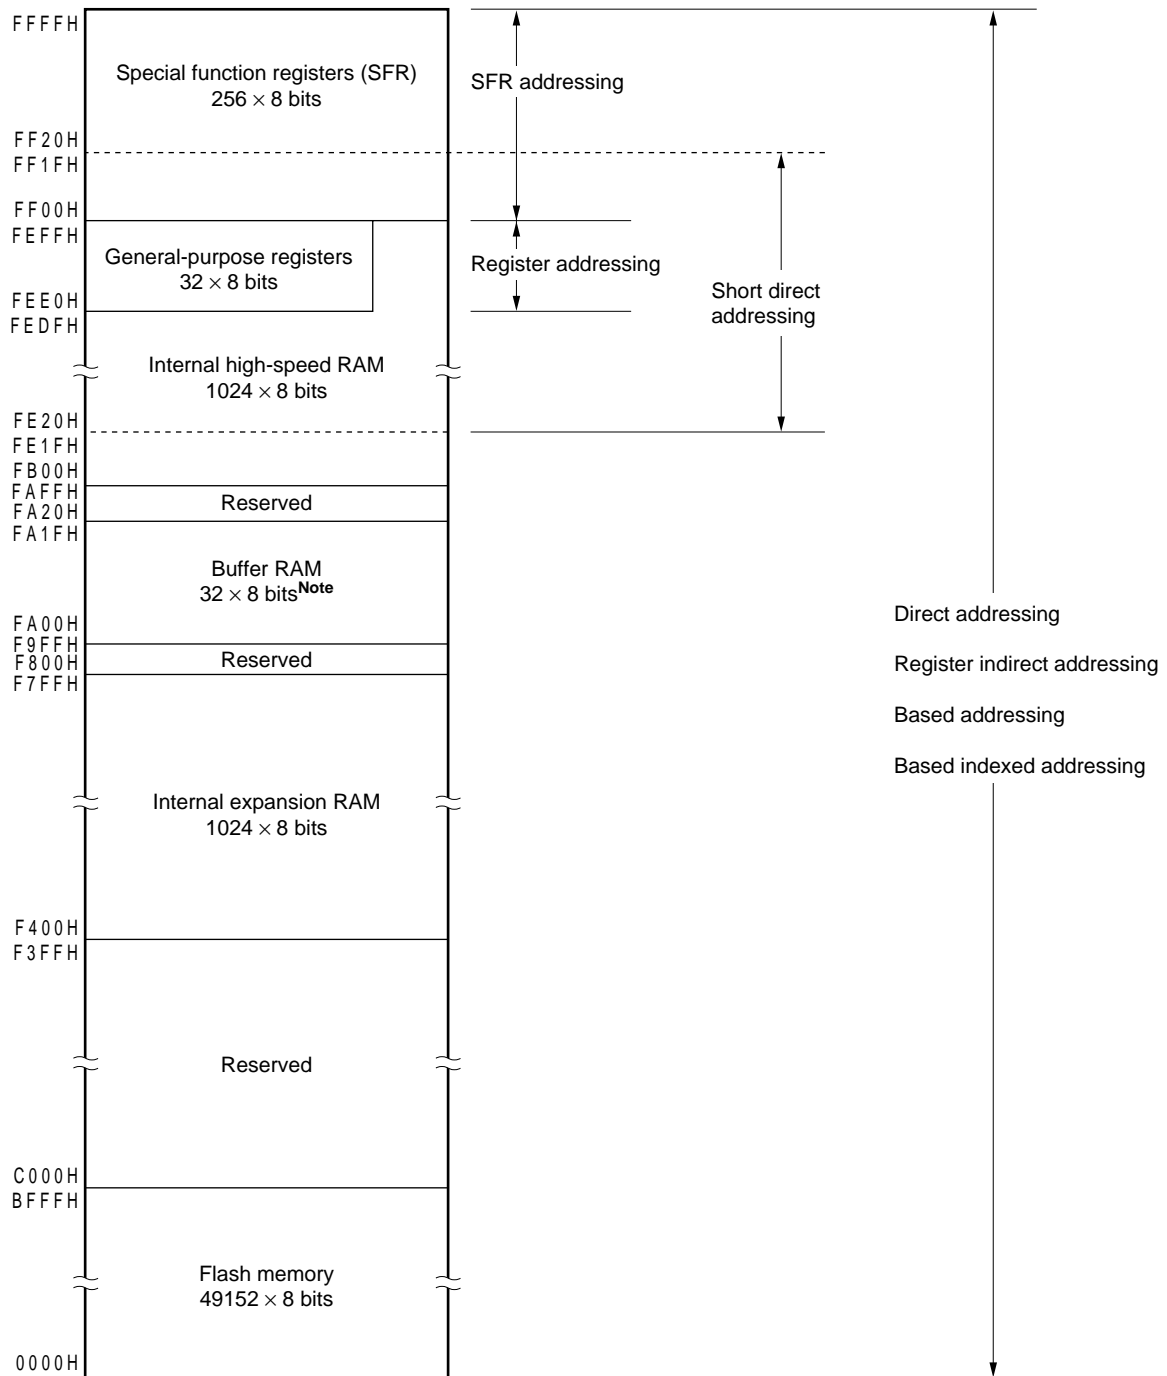 FFFFH
Special function registers (SFR)
256 × 8 bits
SFR addressing
FF20H
FF1FH
FF00H
FEFFH
General-purpose registers
32 × 8 bits
Register addressing
Short direct
addressing
FEE0H
FEDFH
Internal high-speed RAM
1024 × 8 bits
FE20H
FE1FH
FB00H
FAFFH
Reserved
FA20H
FA1FH
Buffer RAM
32 × 8 bitsNote
FA00H
F9FFH
Reserved
F800H
F7FFH
Direct addressing
Register indirect addressing
Based addressing
Based indexed addressing
Internal expansion RAM
1024 × 8 bits
F400H
F3FFH
Reserved
C000H
BFFFH
Flash memory
49152 × 8 bits
0000H